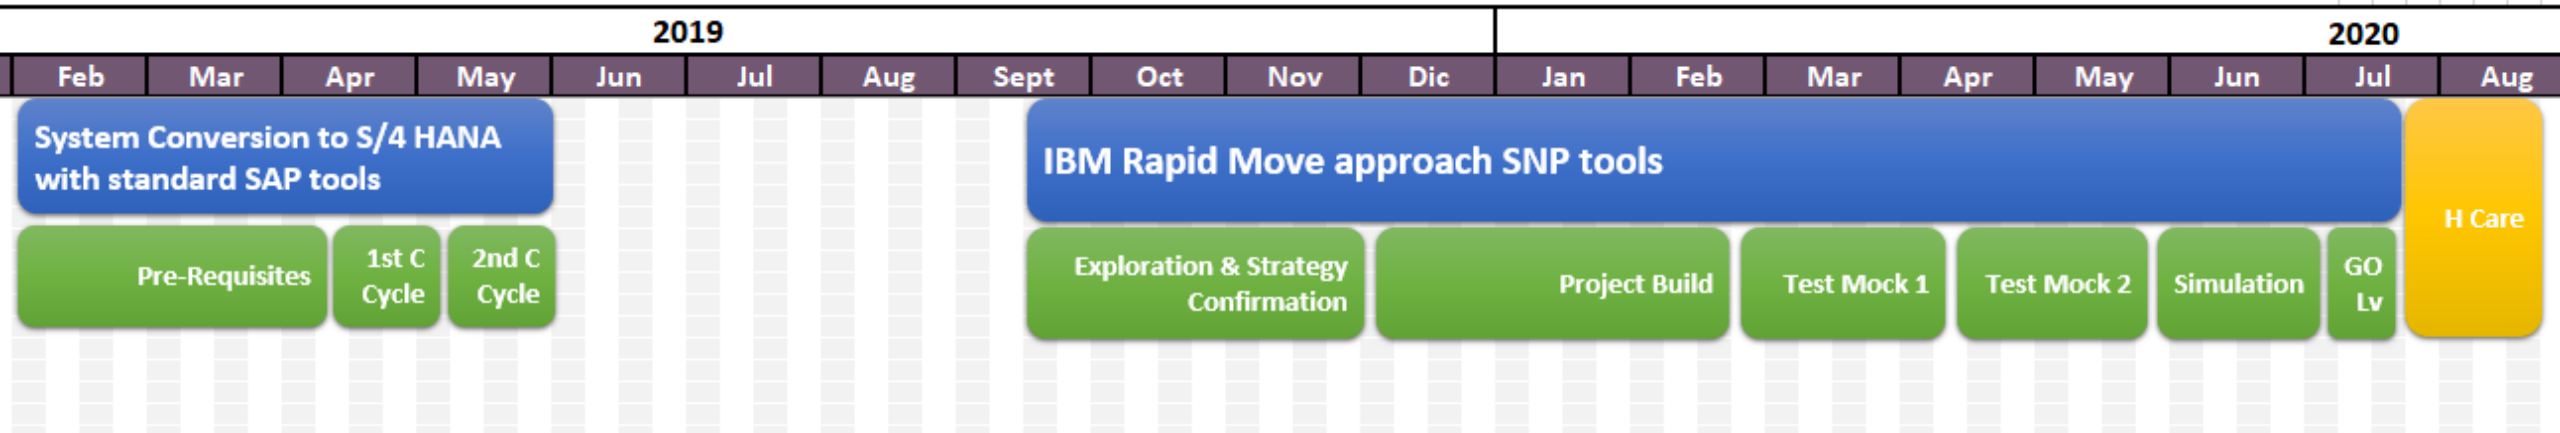 2019
2020
Feb Mar Apr May Jun Jul Aug Sept Oct Nov Dic Jan Feb Mar Apr May Jun Jul Aug
System Conversion to S/4 HANA
with standard SAP tools
IBM Rapid Move approach SNP tools
H Care
Pre-Requisites
1st C
Cycle
2nd C
Cycle
Exploration & Strategy
Confirmation
Project Build
Test Mock 1
Test Mock 2
Simulation
GO
Lv